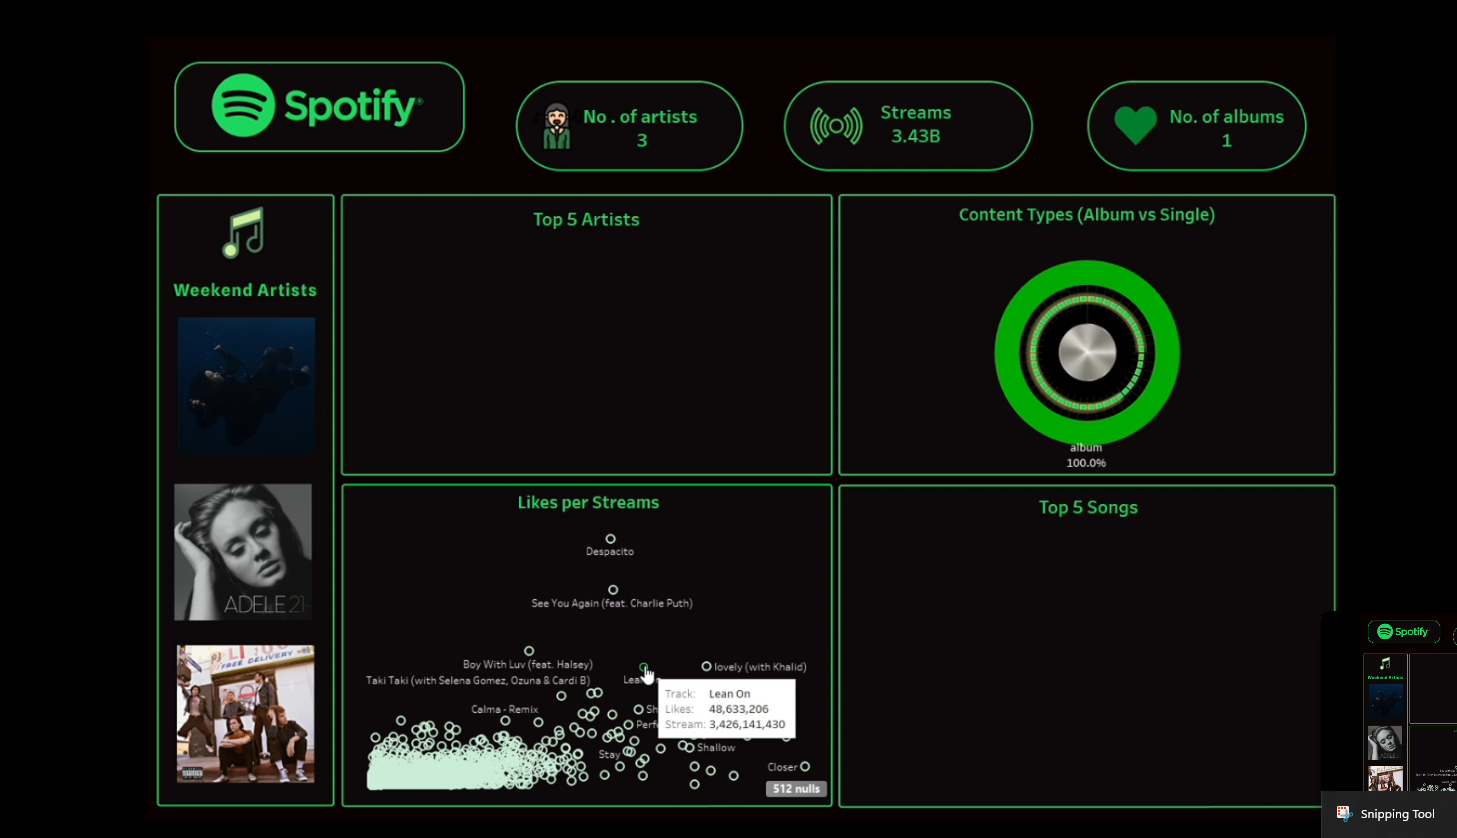 Spotify®
No . of artists
3
Streams
3.43B
No. of albums
1
Weekend Artists
ADELE 21
FREE DELIVERY
Top 5 Artists
Content Types (Album vs Single)
album
100.0%
Likes per Streams
Despacito
See You Again (feat. Charlie Puth)
Boy With Luv (feat. Halsey)
lovely (with Khalid)
Taki Taki (with Selena Gomez, Ozuna & Cardi B)
Lea
Calma - Remix
Sh
Perf
Track: Lean On
Likes: 48,633,206
Stream: 3,426,141,430
Stay
Shallow
Closer
512 nulls
Top 5 Songs
Spotify
Weekend Artists
Snipping Tool